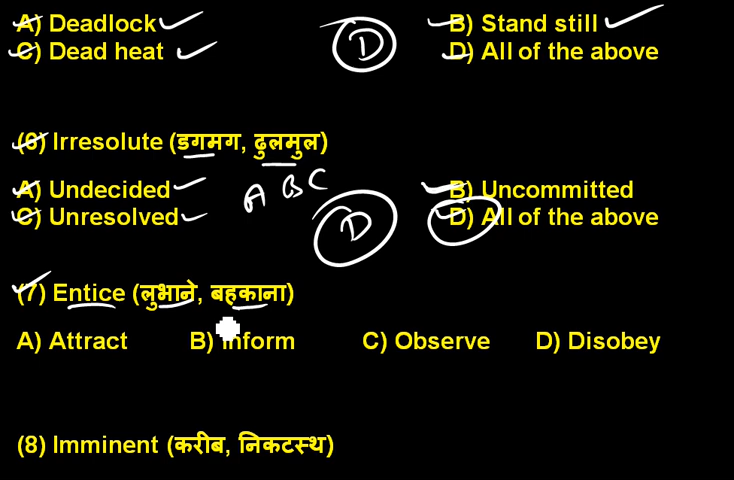 A) Deadlock B) Stand still
C) Dead heat D) All of the above
D
(6) Irresolute (डगमग, ढुलमुल)
A) Undecided B) Uncommitted
A B C
C) Unresolved D) All of the above
D
(7) Entice (लुभाने, बहकाना)
A) Attract B) Inform C) Observe D) Disobey
(8) Imminent (करीब, निकटस्थ)